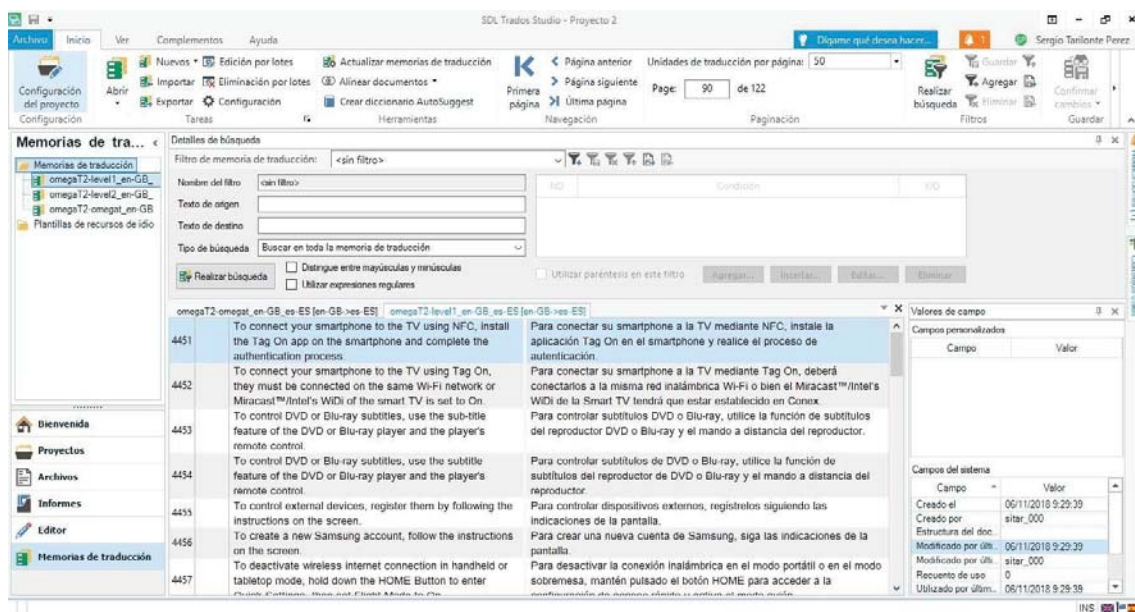 SDL Trados Studio - Proyecto 2
Archivo Inicio Ver Complementos Ayuda
Dígame qué desea hacer...
1
Sergio Tarilonte Perez
Configuración del proyecto
Abrir
Nuevos
Edición por lotes
Importar
Eliminación por lotes
Exportar
Configuración
Actualizar memorias de traducción
Alinear documentos
Crear diccionario AutoSuggest
Primera página
Página anterior
Página siguiente
Última página
Unidades de traducción por página: 50
Page: 90 de 122
Realizar búsqueda
Guardar
Agregar
Eliminar
Confirmar cambios
Configuración
Tareas
Herramientas
Navegación
Paginación
Filtros
Guardar
Memorias de tra...
Memorias de traducción
omegaT2-level1_en-GB_
omegaT2-level2_en-GB_
omegaT2-omegat_en-GB
Plantillas de recursos de idio
Bienvenida
Proyectos
Archivos
Informes
Editor
Memorias de traducción
Detalles de búsqueda
Filtro de memoria de traducción: <sin filtro>
Nombre del filtro <sin filtro>
Texto de origen
Texto de destino
Tipo de búsqueda Buscar en toda la memoria de traducción
Realizar búsqueda
Distingue entre mayúsculas y minúsculas
Utilizar expresiones regulares
NO Condición Y/O
Utilizar paréntesis en este filtro
Agregar... Insertar... Editar... Eliminar
omegaT2-omegat_en-GB_es-ES [en-GB->es-ES]
omegaT2-level1_en-GB_es-ES [en-GB->es-ES]
4451
To connect your smartphone to the TV using NFC, install
the Tag On app on the smartphone and complete the
authentication process.
Para conectar su smartphone a la TV mediante NFC, instale la
aplicación Tag On en el smartphone y realice el proceso de
autenticación.
4452
To connect your smartphone to the TV using Tag On,
they must be connected on the same Wi-Fi network or
Miracast™/Intel's WiDi of the smart TV is set to On.
Para conectar su smartphone a la TV mediante Tag On, deberá
conectarlos a la misma red inalámbrica Wi-Fi o bien el Miracast™/Intel's
WiDi de la Smart TV tendrá que estar establecido en Conex.
4453
To control DVD or Blu-ray subtitles, use the sub-title
feature of the DVD or Blu-ray player and the player's
remote control.
Para controlar subtítulos DVD o Blu-ray, utilice la función de subtítulos
del reproductor DVD o Blu-ray y el mando a distancia del reproductor.
4454
To control DVD or Blu-ray subtitles, use the subtitle
feature of the DVD or Blu-ray player and the player's
remote control.
Para controlar subtítulos de DVD o Blu-ray, utilice la función de
subtítulos del reproductor de DVD o Blu-ray y el mando a distancia del
reproductor.
4455
To control external devices, register them by following the
instructions on the screen.
Para controlar dispositivos externos, regístrelos siguiendo las
indicaciones de la pantalla.
4456
To create a new Samsung account, follow the instructions
on the screen.
Para crear una nueva cuenta de Samsung, siga las indicaciones de la
pantalla.
4457
To deactivate wireless internet connection in handheld or
tabletop mode, hold down the HOME Button to enter
Quick Settings, then set Flight Mode to On.
Para desactivar la conexión inalámbrica en el modo portátil o en el modo
sobremesa, mantén pulsado el botón HOME para acceder a la
configuración de acceso rápido y active el modo avión
Valores de campo
Campos personalizados
Campo Valor
Campos del sistema
Campo Valor
Creado el 06/11/2018 9:29:39
Creado por sitar_000
Estructura del doc...
Modificado por últi... 06/11/2018 9:29:39
Modificado por últi... sitar_000
Recuento de uso 0
Utilizado por últim... 06/11/2018 9:29:39
INS